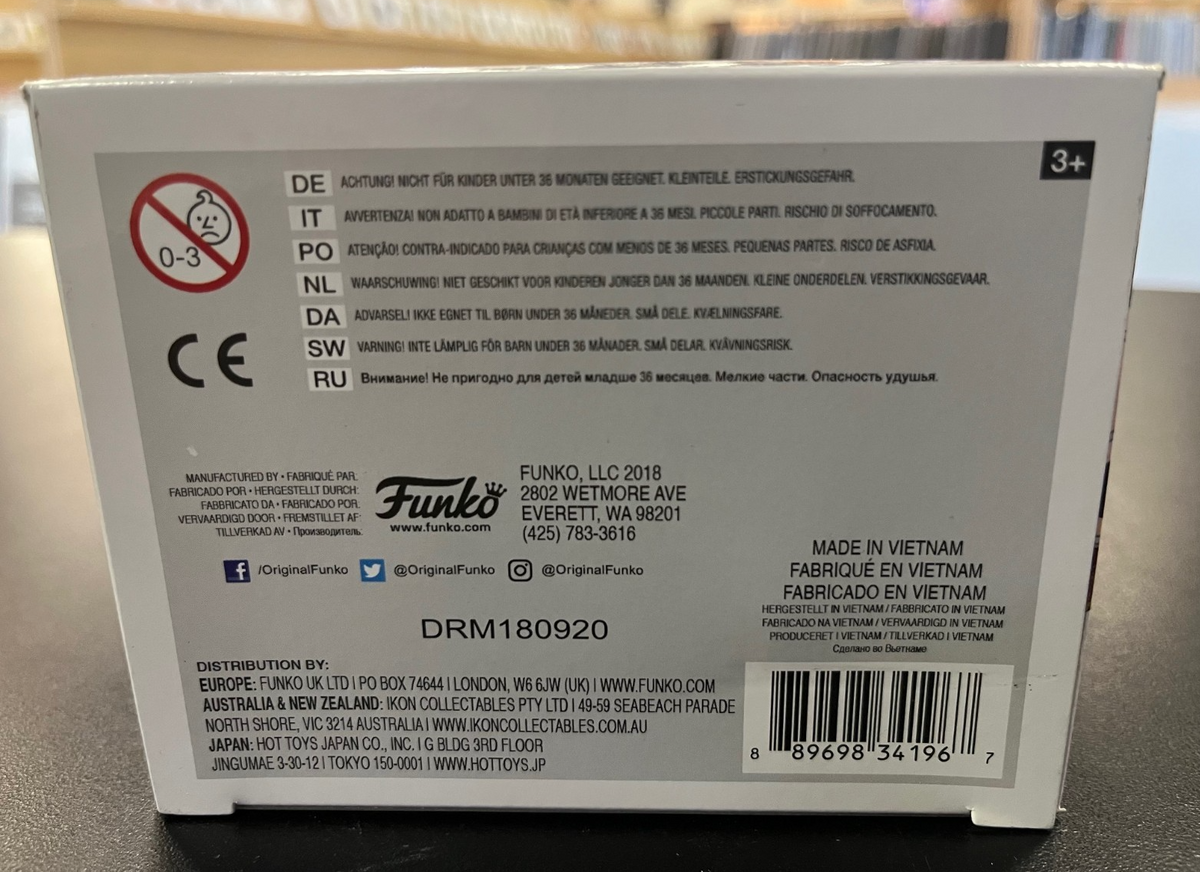 3+
0-3
DE ACHTUNG! NICHT FÜR KINDER UNTER 36 MONATEN GEEIGNET. KLEINTEILE. ERSTICKUNGSGEFAHR.
IT AVVERTENZA! NON ADATTO A BAMBINI DI ETÀ INFERIORE A 36 MESI. PICCOLE PARTI. RISCHIO DI SOFFOCAMENTO.
PO ATENÇÃO! CONTRA-INDICADO PARA CRIANÇAS COM MENOS DE 36 MESES. PEQUENAS PARTES. RISCO DE ASFIXIA.
NL WAARSCHUWING! NIET GESCHIKT VOOR KINDEREN JONGER DAN 36 MAANDEN. KLEINE ONDERDELEN. VERSTIKKINGSGEVAAR.
DA ADVARSEL! IKKE EGNET TIL BØRN UNDER 36 MÅNEDER. SMÅ DELE. KVÆLNINGSFARE.
SW VARNING! INTE LÄMPLIG FÖR BARN UNDER 36 MÅNADER. SMÅ DELAR. KVÄVNINGSRISK.
RU Внимание! Не пригодно для детей младше 36 месяцев. Мелкие части. Опасность удушья.
CE
MANUFACTURED BY • FABRIQUÉ PAR:
FABRICADO POR • HERGESTELLT DURCH:
FABBRICATO DA • FABRICADO POR:
VERVAARDIGD DOOR • FREMSTILLET AF:
TILLVERKAD AV • Производитель:
Funko
www.funko.com
FUNKO, LLC 2018
2802 WETMORE AVE
EVERETT, WA 98201
(425) 783-3616
f /OriginalFunko @OriginalFunko @OriginalFunko
DRM180920
MADE IN VIETNAM
FABRIQUÉ EN VIETNAM
FABRICADO EN VIETNAM
HERGESTELLT IN VIETNAM / FABBRICATO IN VIETNAM
FABRICADO NA VIETNAM / VERVAARDIGD IN VIETNAM
PRODUCERET I VIETNAM / TILLVERKAD I VIETNAM
Сделано во Вьетнаме
DISTRIBUTION BY:
EUROPE: FUNKO UK LTD | PO BOX 74644 | LONDON, W6 6JW (UK) | WWW.FUNKO.COM
AUSTRALIA & NEW ZEALAND: IKON COLLECTABLES PTY LTD | 49-59 SEABEACH PARADE
NORTH SHORE, VIC 3214 AUSTRALIA | WWW.IKONCOLLECTABLES.COM.AU
JAPAN: HOT TOYS JAPAN CO., INC. | G BLDG 3RD FLOOR
JINGUMAE 3-30-12 | TOKYO 150-0001 | WWW.HOTTOYS.JP
8 89698 34196 7